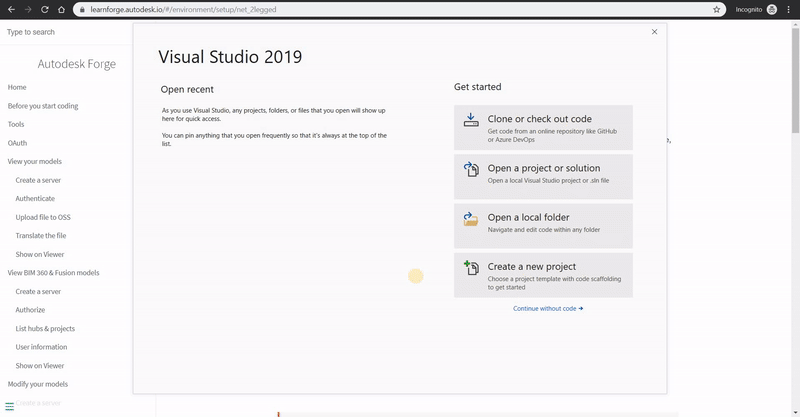 learnforge.autodesk.io/#/environment/setup/net_2legged
Incognito
Type to search
Autodesk Forge
Home
Before you start coding
Tools
OAuth
View your models
Create a server
Authenticate
Upload file to OSS
Translate the file
Show on Viewer
View BIM 360 & Fusion models
Create a server
Authorize
List hubs & projects
User information
Show on Viewer
Modify your models
Create a server
Visual Studio 2019
Open recent
As you use Visual Studio, any projects, folders, or files that you open will show up
here for quick access.
You can pin anything that you open frequently so that it's always at the top of the
list.
Get started
Clone or check out code
Get code from an online repository like GitHub
or Azure DevOps
Open a project or solution
Open a local Visual Studio project or .sln file
Open a local folder
Navigate and edit code within any folder
Create a new project
Choose a project template with code scaffolding
to get started
Continue without code →